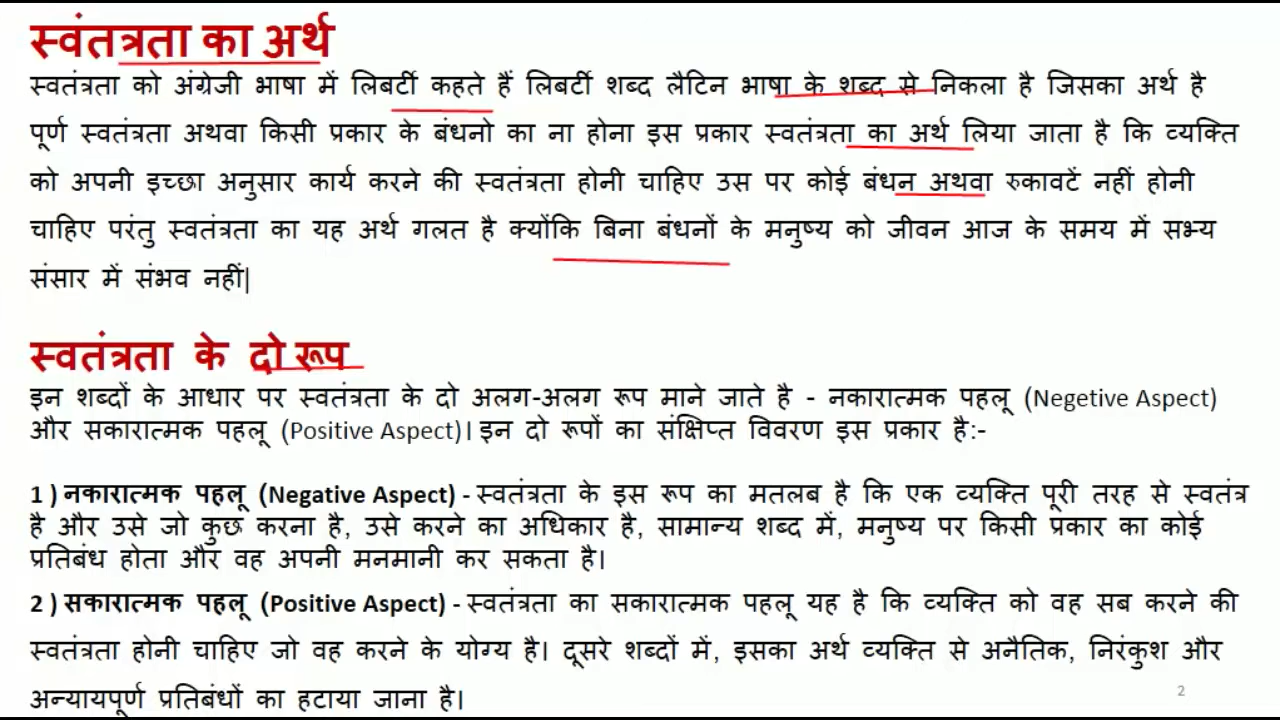 स्वतंत्रता का अर्थ
स्वतंत्रता को अंग्रेजी भाषा में लिबर्टी कहते हैं लिबर्टी शब्द लैटिन भाषा के शब्द से निकला है जिसका अर्थ है
पूर्ण स्वतंत्रता अथवा किसी प्रकार के बंधनो का ना होना इस प्रकार स्वतंत्रता का अर्थ लिया जाता है कि व्यक्ति
को अपनी इच्छा अनुसार कार्य करने की स्वतंत्रता होनी चाहिए उस पर कोई बंधन अथवा रुकावटें नहीं होनी
चाहिए परंतु स्वतंत्रता का यह अर्थ गलत है क्योंकि बिना बंधनों के मनुष्य को जीवन आज के समय में सभ्य
संसार में संभव नहीं|
स्वतंत्रता के दो रूप
इन शब्दों के आधार पर स्वतंत्रता के दो अलग-अलग रूप माने जाते है - नकारात्मक पहलू (Negetive Aspect)
और सकारात्मक पहलू (Positive Aspect)। इन दो रूपों का संक्षिप्त विवरण इस प्रकार है:-
1 ) नकारात्मक पहलू (Negative Aspect) - स्वतंत्रता के इस रूप का मतलब है कि एक व्यक्ति पूरी तरह से स्वतंत्र
है और उसे जो कुछ करना है, उसे करने का अधिकार है, सामान्य शब्द में, मनुष्य पर किसी प्रकार का कोई
प्रतिबंध होता और वह अपनी मनमानी कर सकता है।
2 ) सकारात्मक पहलू (Positive Aspect) - स्वतंत्रता का सकारात्मक पहलू यह है कि व्यक्ति को वह सब करने की
स्वतंत्रता होनी चाहिए जो वह करने के योग्य है। दूसरे शब्दों में, इसका अर्थ व्यक्ति से अनैतिक, निरंकुश और
अन्यायपूर्ण प्रतिबंधों का हटाया जाना है।
2